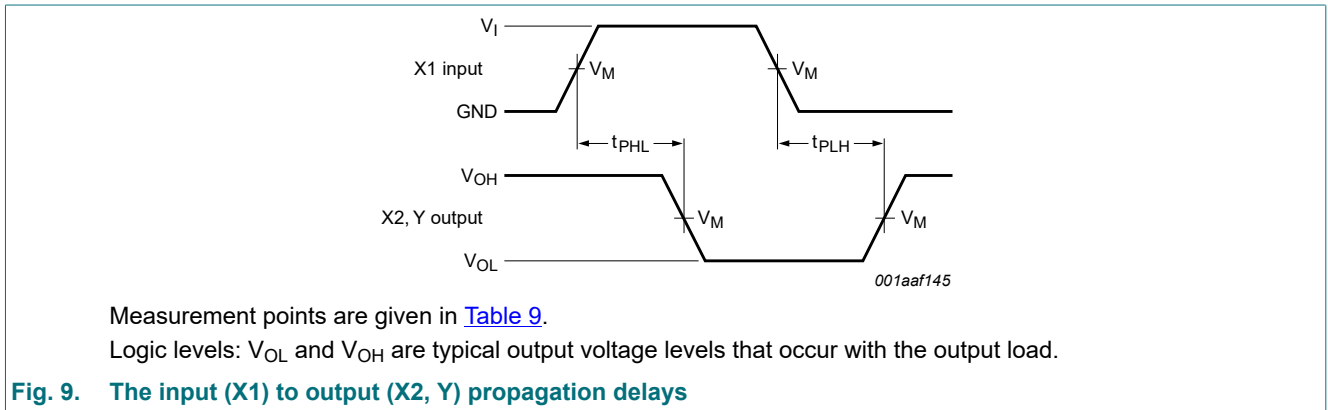 VI
X1 input
VM
VM
GND
tPHL
tPLH
VOH
X2, Y output
VM
VM
VOL
001aaf145
Measurement points are given in Table 9.
Logic levels: VOL and VOH are typical output voltage levels that occur with the output load.
Fig. 9. The input (X1) to output (X2, Y) propagation delays